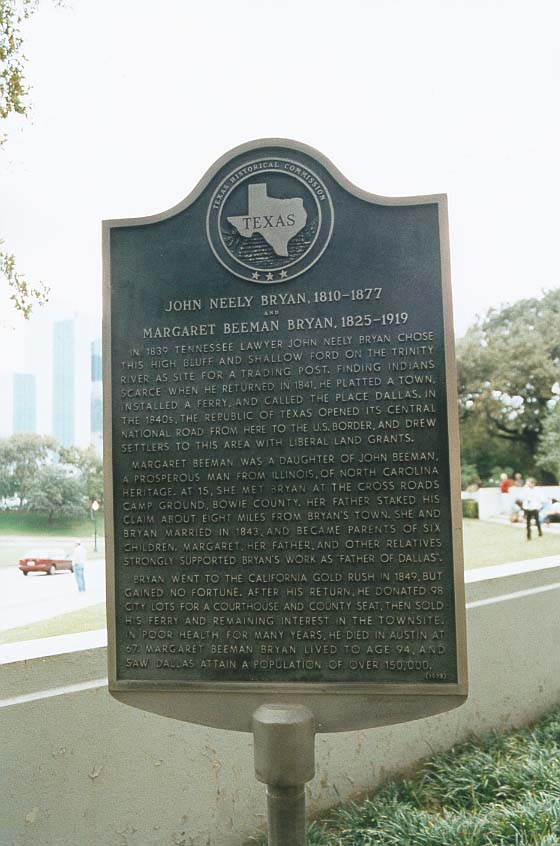 TEXAS HISTORICAL COMMISSION
TEXAS
JOHN NEELY BRYAN, 1810-1877
AND
MARGARET BEEMAN BRYAN, 1825-1919
IN 1839 TENNESSEE LAWYER JOHN NEELY BRYAN CHOSE
THIS HIGH BLUFF AND SHALLOW FORD ON THE TRINITY
RIVER AS SITE FOR A TRADING POST. FINDING INDIANS
SCARCE WHEN HE RETURNED IN 1841, HE PLATTED A TOWN,
INSTALLED A FERRY, AND CALLED THE PLACE DALLAS. IN
THE 1840s, THE REPUBLIC OF TEXAS OPENED ITS CENTRAL
NATIONAL ROAD FROM HERE TO THE U.S. BORDER, AND DREW
SETTLERS TO THIS AREA WITH LIBERAL LAND GRANTS.
MARGARET BEEMAN WAS A DAUGHTER OF JOHN BEEMAN,
A PROSPEROUS MAN FROM ILLINOIS, OF NORTH CAROLINA
HERITAGE. AT 15, SHE MET BRYAN AT THE CROSS ROADS
CAMP GROUND, BOWIE COUNTY. HER FATHER STAKED HIS
CLAIM ABOUT EIGHT MILES FROM BRYAN'S TOWN. SHE AND
BRYAN MARRIED IN 1843, AND BECAME PARENTS OF SIX
CHILDREN. MARGARET, HER FATHER, AND OTHER RELATIVES
STRONGLY SUPPORTED BRYAN'S WORK AS "FATHER OF DALLAS".
BRYAN WENT TO THE CALIFORNIA GOLD RUSH IN 1849, BUT
GAINED NO FORTUNE. AFTER HIS RETURN, HE DONATED 98
CITY LOTS FOR A COURTHOUSE AND COUNTY SEAT, THEN SOLD
HIS FERRY AND REMAINING INTEREST IN THE TOWNSITE.
IN POOR HEALTH FOR MANY YEARS, HE DIED IN AUSTIN AT
67. MARGARET BEEMAN BRYAN LIVED TO AGE 94, AND
SAW DALLAS ATTAIN A POPULATION OF OVER 150,000.